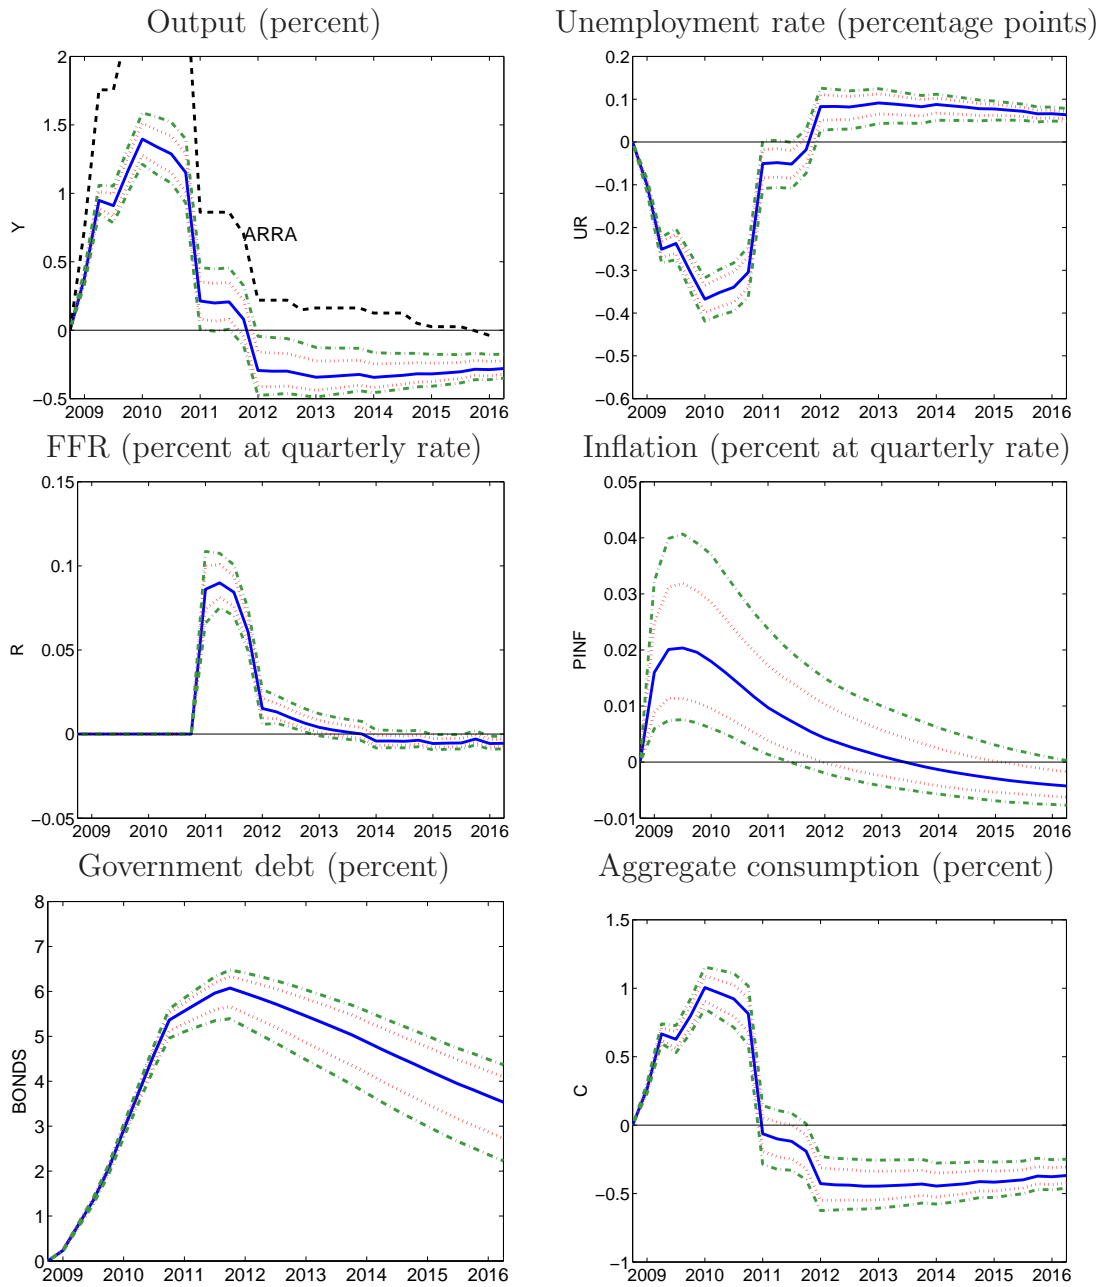 Output (percent)
Unemployment rate (percentage points)
2
1.5
1
0.5
0
−0.5
Y
ARRA
2009 2010 2011 2012 2013 2014 2015 2016
0.2
0.1
0
−0.1
−0.2
−0.3
−0.4
−0.5
−0.6
UR
2009 2010 2011 2012 2013 2014 2015 2016
FFR (percent at quarterly rate)
Inflation (percent at quarterly rate)
0.15
0.1
0.05
0
−0.05
R
2009 2010 2011 2012 2013 2014 2015 2016
0.05
0.04
0.03
0.02
0.01
0
−0.01
PINF
2009 2010 2011 2012 2013 2014 2015 2016
Government debt (percent)
Aggregate consumption (percent)
8
7
6
5
4
3
2
1
0
BONDS
2009 2010 2011 2012 2013 2014 2015 2016
1.5
1
0.5
0
−0.5
−1
C
2009 2010 2011 2012 2013 2014 2015 2016